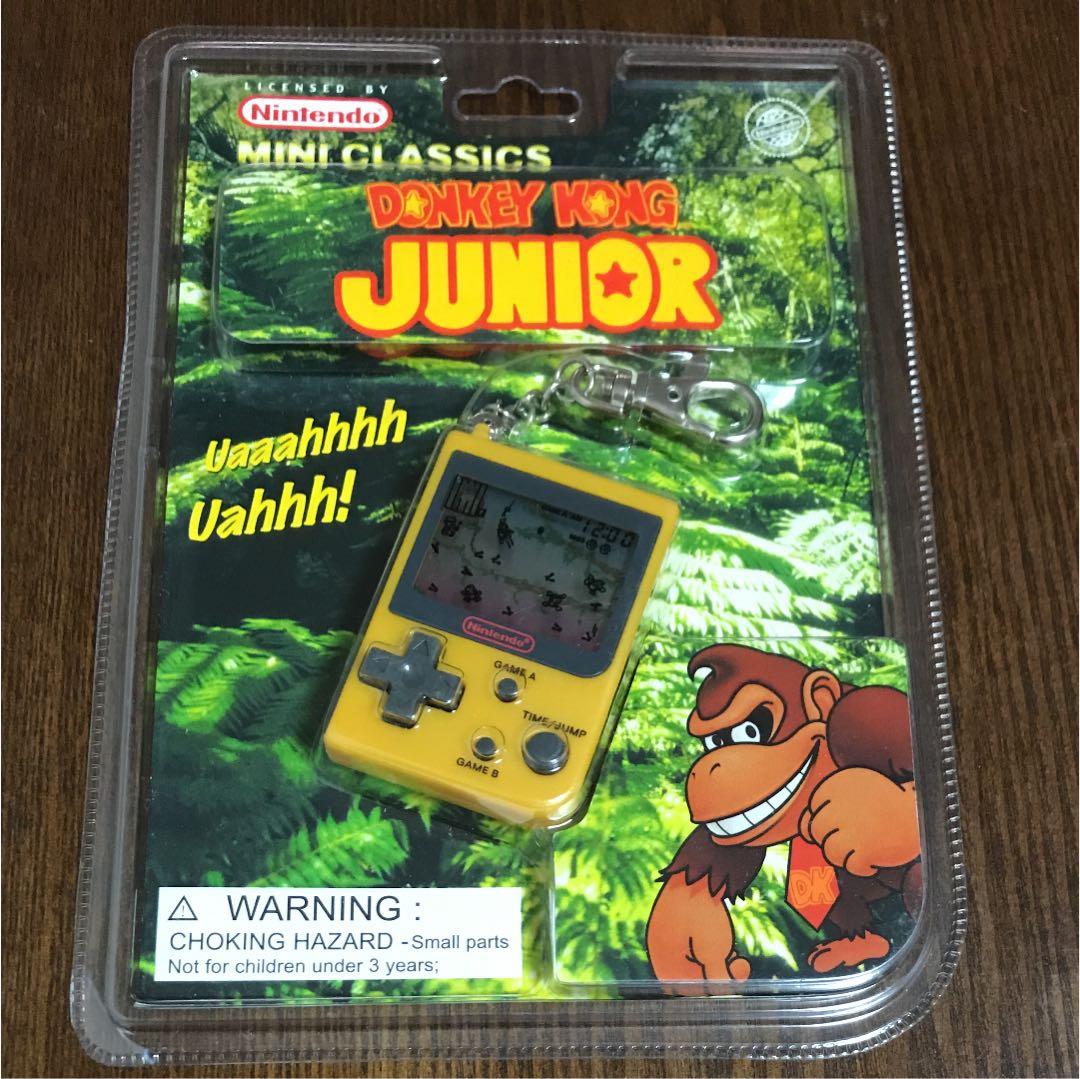 LICENSED BY
Nintendo
MINI CLASSICS
DONKEY KONG
JUNIOR
Uaaahhhh
Uahhh!
12:00
Nintendo®
GAME A
TIME/JUMP
GAME B
DK
⚠ WARNING :
CHOKING HAZARD - Small parts
Not for children under 3 years;